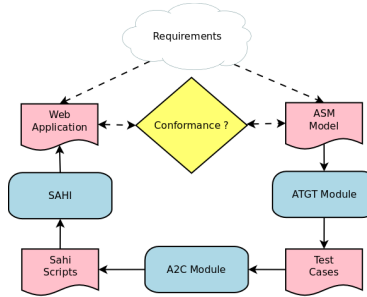 Requirements
Web
Application
Conformance ?
ASM
Model
SAHI
ATGT Module
Sahi
Scripts
A2C Module
Test
Cases